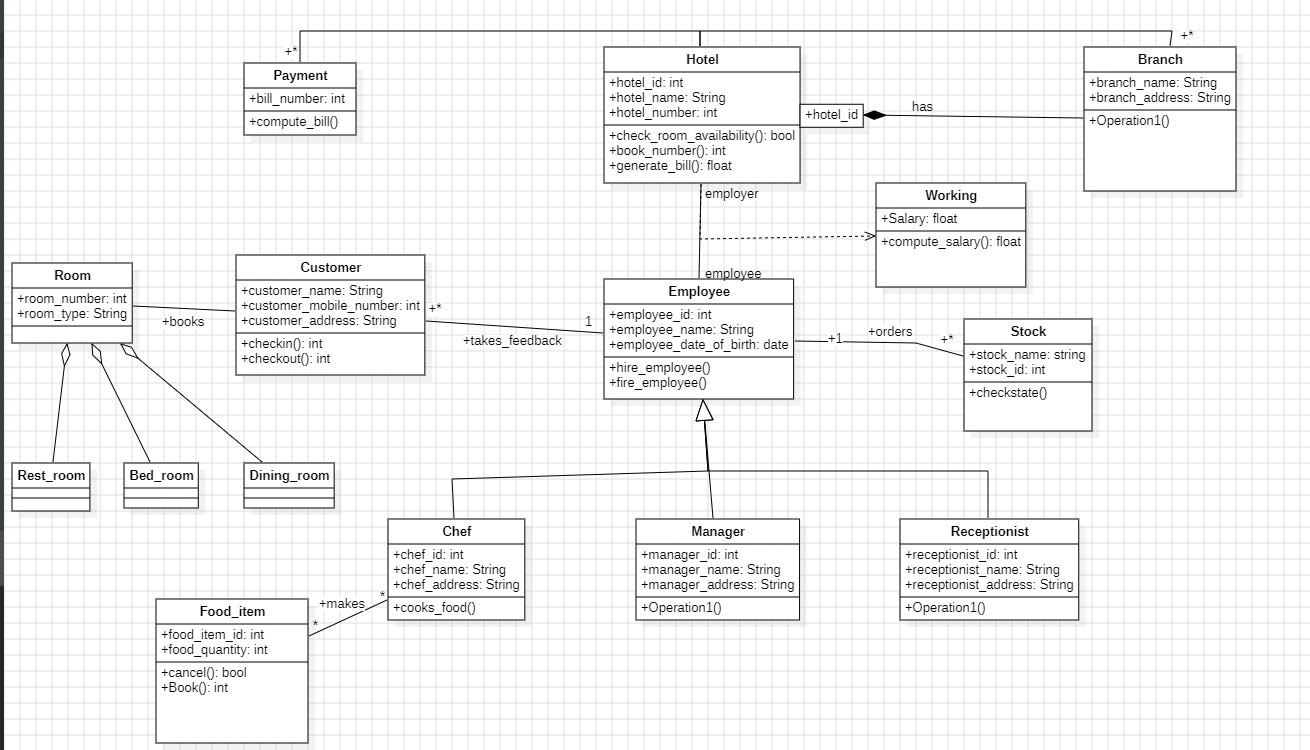 +*
Payment
+bill_number: int
+compute_bill()
Hotel
+hotel_id: int
+hotel_name: String
+hotel_number: int
+check_room_availability(): bool
+book_number(): int
+generate_bill(): float
+hotel_id
has
+*
Branch
+branch_name: String
+branch_address: String
+Operation1()
employer
employee
Working
+Salary: float
+compute_salary(): float
Room
+room_number: int
+room_type: String
+books
Customer
+customer_name: String
+customer_mobile_number: int
+customer_address: String
+checkin(): int
+checkout(): int
+*
+takes_feedback
1
Employee
+employee_id: int
+employee_name: String
+employee_date_of_birth: date
+hire_employee()
+fire_employee()
+1
+orders
+*
Stock
+stock_name: string
+stock_id: int
+checkstate()
Rest_room
Bed_room
Dining_room
Chef
+chef_id: int
+chef_name: String
+chef_address: String
+cooks_food()
Manager
+manager_id: int
+manager_name: String
+manager_address: String
+Operation1()
Receptionist
+receptionist_id: int
+receptionist_name: String
+receptionist_address: String
+Operation1()
+makes
*
*
Food_item
+food_item_id: int
+food_quantity: int
+cancel(): bool
+Book(): int